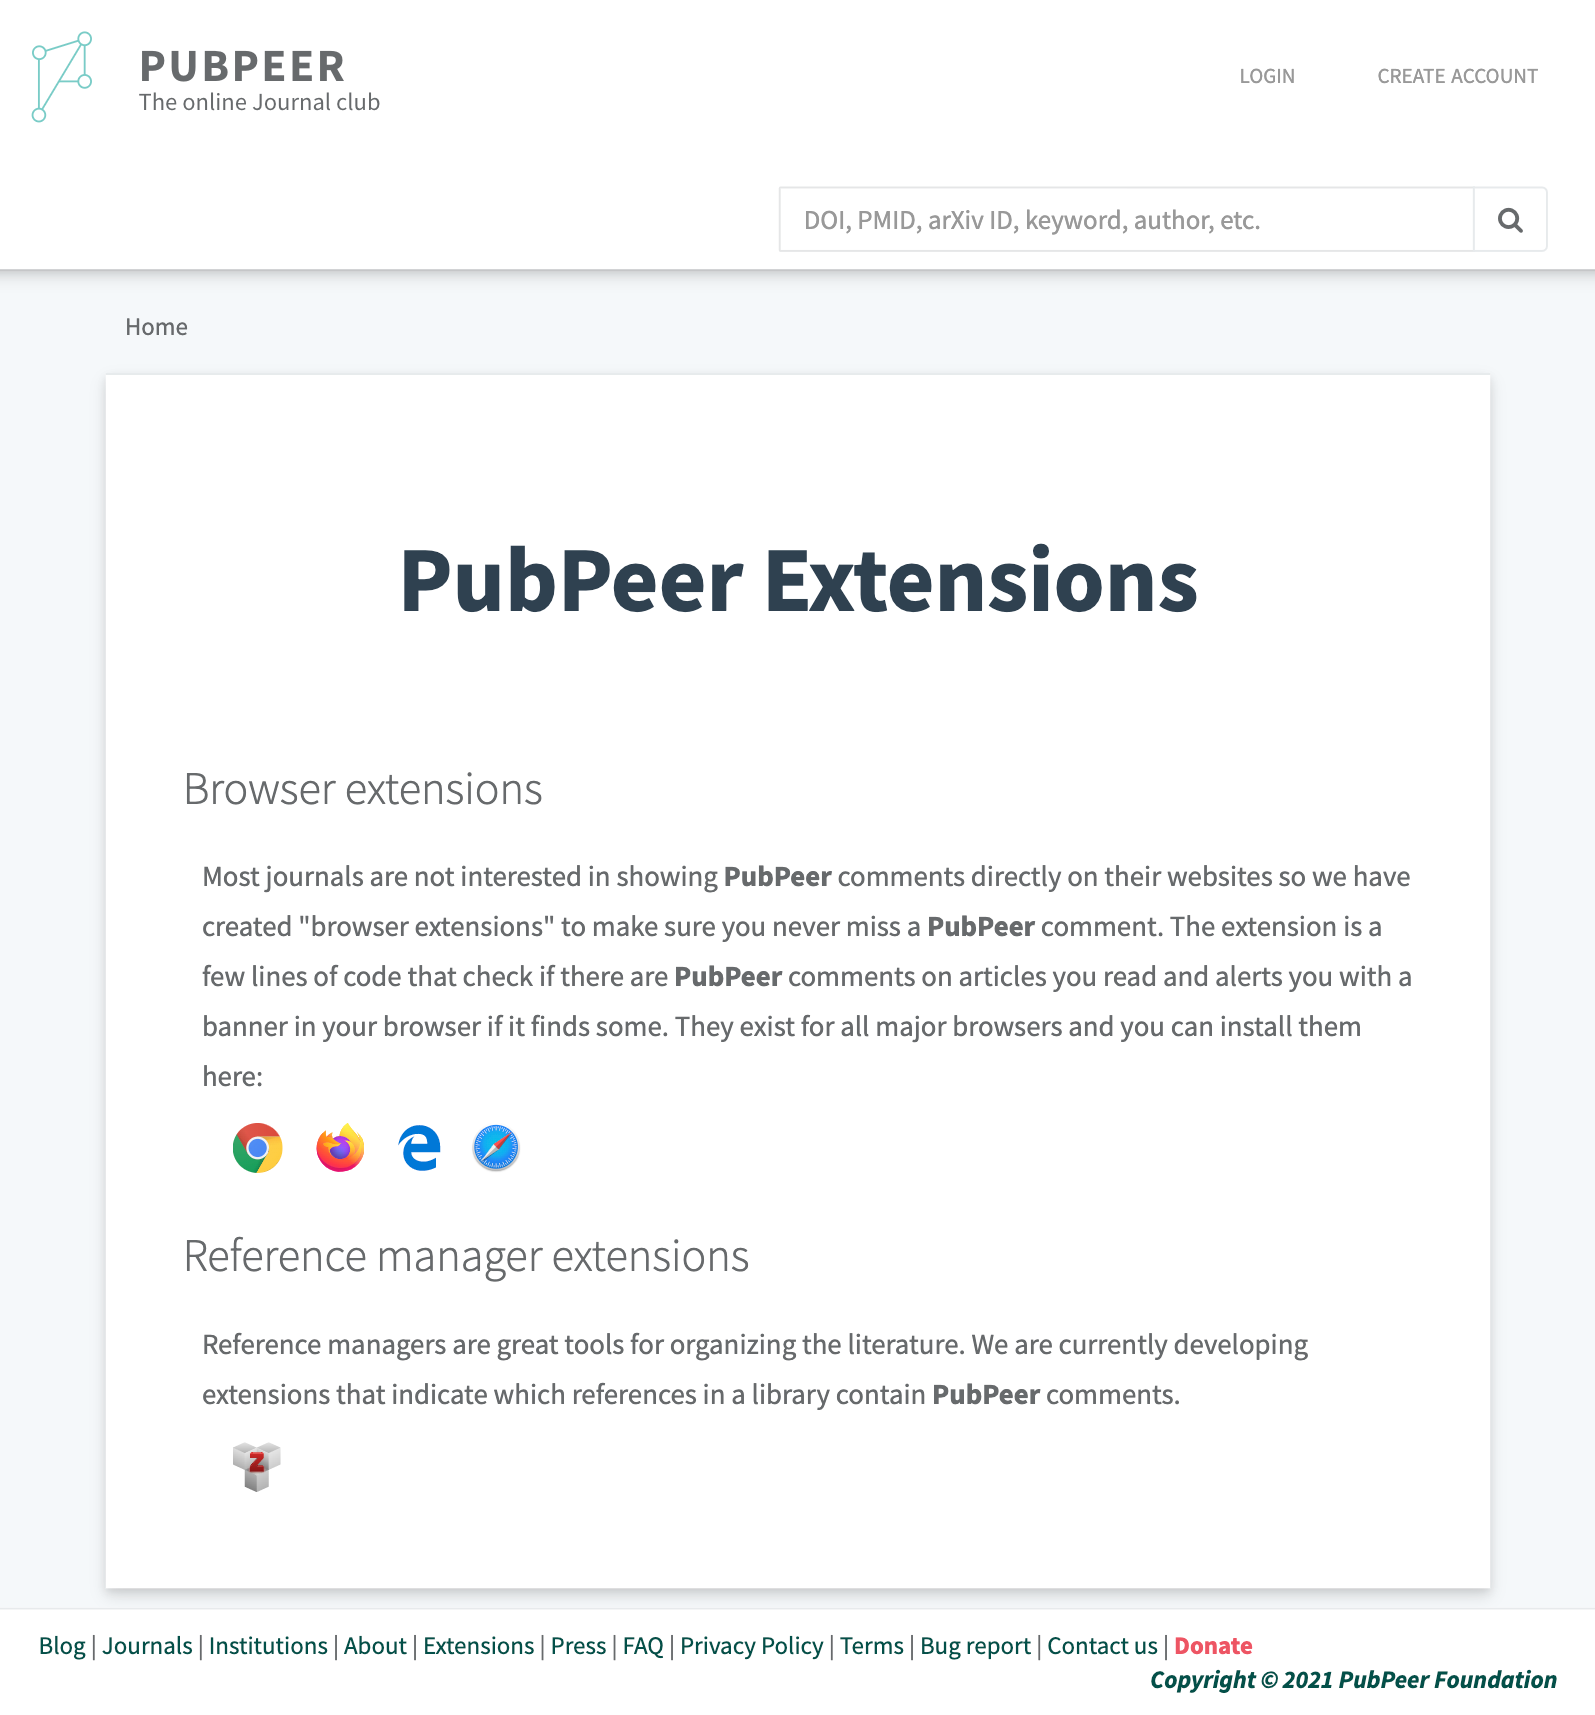 PUBPEER
The online Journal club
LOGIN
CREATE ACCOUNT
DOI, PMID, arXiv ID, keyword, author, etc.
Home
PubPeer Extensions
Browser extensions
Most journals are not interested in showing PubPeer comments directly on their websites so we have
created "browser extensions" to make sure you never miss a PubPeer comment. The extension is a
few lines of code that check if there are PubPeer comments on articles you read and alerts you with a
banner in your browser if it finds some. They exist for all major browsers and you can install them
here:
Reference manager extensions
Reference managers are great tools for organizing the literature. We are currently developing
extensions that indicate which references in a library contain PubPeer comments.
Z
Blog | Journals | Institutions | About | Extensions | Press | FAQ | Privacy Policy | Terms | Bug report | Contact us | Donate
Copyright © 2021 PubPeer Foundation